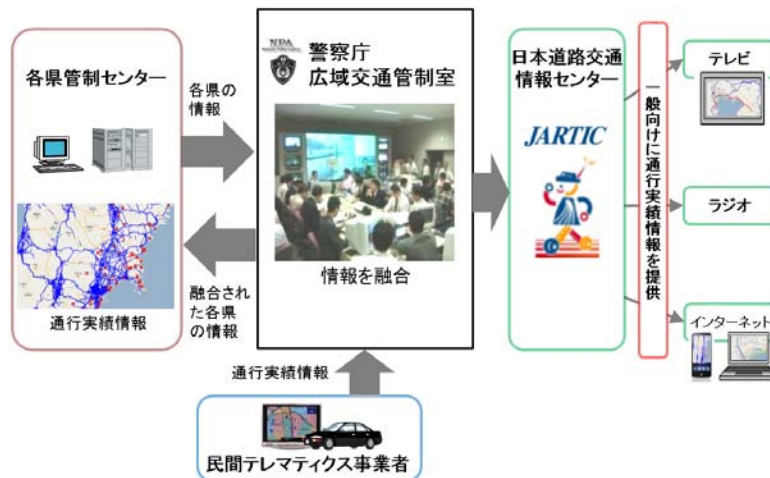 各県管制センター
通行実績情報
各県の
情報
融合され
た各県
の情報
NPA
警察庁
広域交通管制室
情報を融合
通行実績情報
民間テレマティクス事業者
日本道路交通
情報センター
JARTIC
一般向けに通行実績情報を提供
テレビ
ラジオ
インターネット